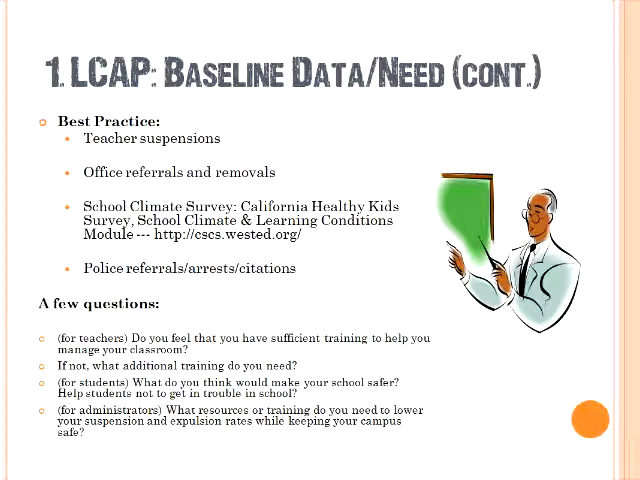 1. LCAP: Baseline Data/Need (cont.)
Best Practice:
Teacher suspensions
Office referrals and removals
School Climate Survey: California Healthy Kids
Survey, School Climate & Learning Conditions
Module --- http://cscs.wested.org/
Police referrals/arrests/citations
A few questions:
(for teachers) Do you feel that you have sufficient training to help you
manage your classroom?
If not, what additional training do you need?
(for students) What do you think would make your school safer?
Help students not to get in trouble in school?
(for administrators) What resources or training do you need to lower
your suspension and expulsion rates while keeping your campus
safe?